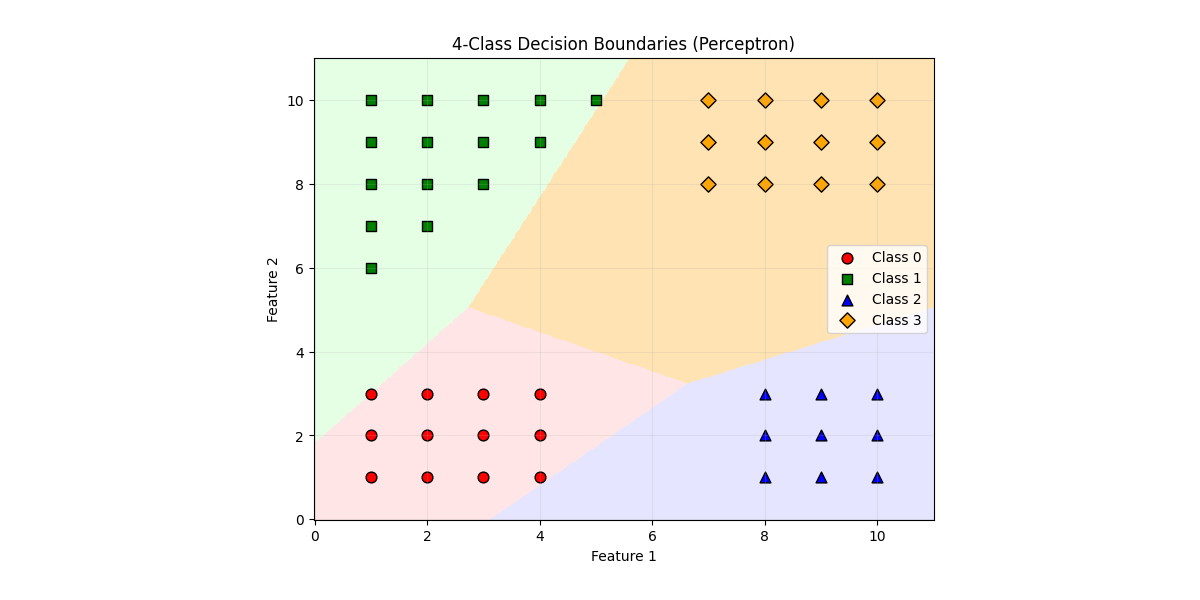 4-Class Decision Boundaries (Perceptron)
Feature 2
10
8
6
4
2
0
Class 0
Class 1
Class 2
Class 3
0 2 4 6 8 10
Feature 1